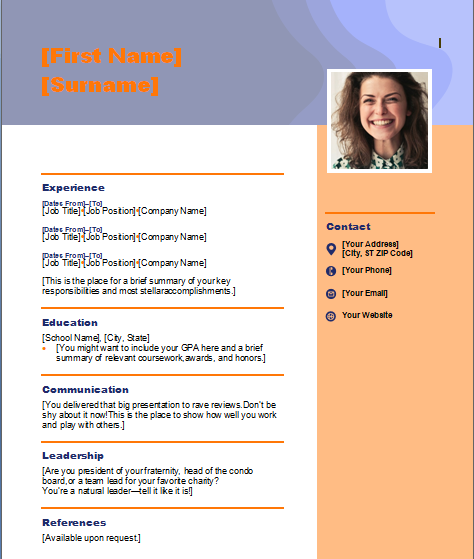 [First Name]
[Surname]
Experience
[Dates From]–[To]
[Job Title]•[Job Position]•[Company Name]
[Dates From]–[To]
[Job Title]•[Job Position]•[Company Name]
[Dates From]–[To]
[Job Title]•[Job Position]•[Company Name]
[This is the place for a brief summary of your key
responsibilities and most stellaraccomplishments.]
Education
[School Name], [City, State]
• [You might want to include your GPA here and a brief
summary of relevant coursework,awards, and honors.]
Communication
[You delivered that big presentation to rave reviews.Don't be
shy about it now!This is the place to show how well you work
and play with others.]
Leadership
[Are you president of your fraternity, head of the condo
board,or a team lead for your favorite charity?
You're a natural leader—tell it like it is!]
References
[Available upon request.]
Contact
[Your Address]
[City, ST ZIP Code]
[Your Phone]
[Your Email]
Your Website